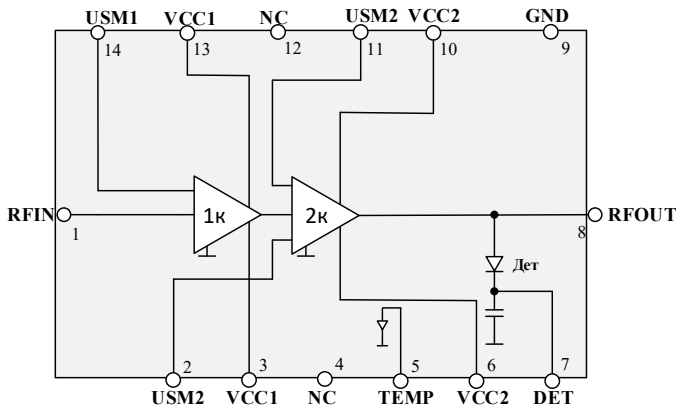 USM1 VCC1 NC USM2 VCC2 GND
14 13 12 11 10 9
1к 2к
RFIN RFOUT
1 8
Дет
2 3 4 5 6 7
USM2 VCC1 NC TEMP VCC2 DET